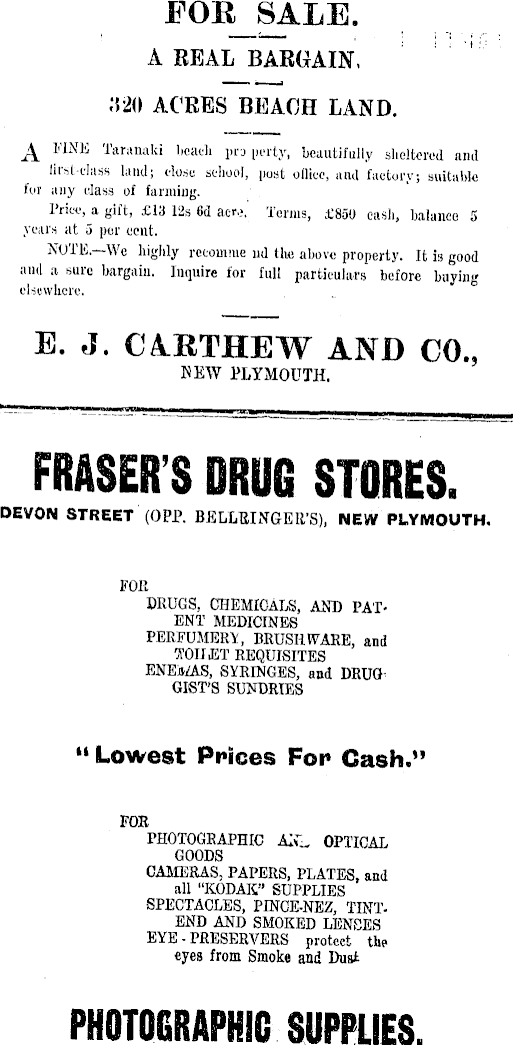 FOR SALE.
A REAL BARGAIN,
320 ACRES BEACH LAND.
A FINE Taranaki beach property, beautifully sheltered and
first-class land; close school, post office, and factory; suitable
for any class of farming.
Price, a gift, £13 12s 6d acre. Terms, £850 cash, balance 5
years at 5 per cent.
NOTE.—We highly recomme nd the above property. It is good
and a sure bargain. Inquire for full particulars before buying
elsewhere.
E. J. CARTHEW AND CO.,
NEW PLYMOUTH.
FRASER'S DRUG STORES.
DEVON STREET (OPP. BELLRINGER'S), NEW PLYMOUTH.
FOR
DRUGS, CHEMICALS, AND PAT-
ENT MEDICINES
PERFUMERY, BRUSHWARE, and
TOILET REQUISITES
ENEMAS, SYRINGES, and DRUG-
GIST'S SUNDRIES
"Lowest Prices For Cash."
FOR
PHOTOGRAPHIC AND OPTICAL
GOODS
CAMERAS, PAPERS, PLATES, and
all "KODAK" SUPPLIES
SPECTACLES, PINCE-NEZ, TINT-
END AND SMOKED LENSES
EYE-PRESERVERS protect the
eyes from Smoke and Dust
PHOTOGRAPHIC SUPPLIES.